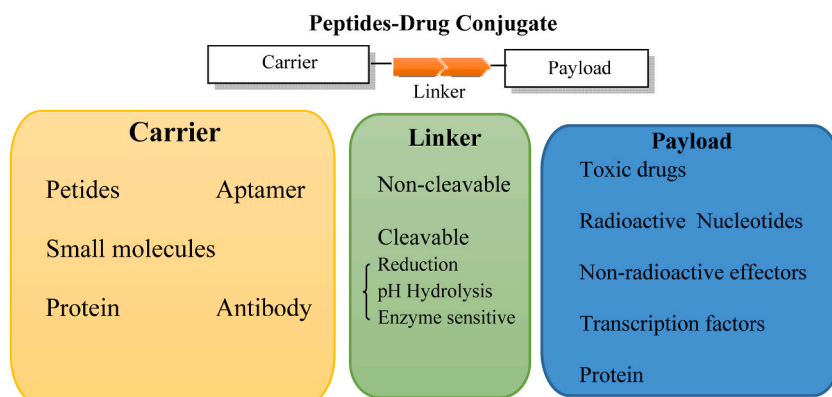 Peptides-Drug Conjugate
Carrier
Linker
Payload
Carrier
Petides Aptamer
Small molecules
Protein Antibody
Linker
Non-cleavable
Cleavable
Reduction
pH Hydrolysis
Enzyme sensitive
Payload
Toxic drugs
Radioactive Nucleotides
Non-radioactive effectors
Transcription factors
Protein